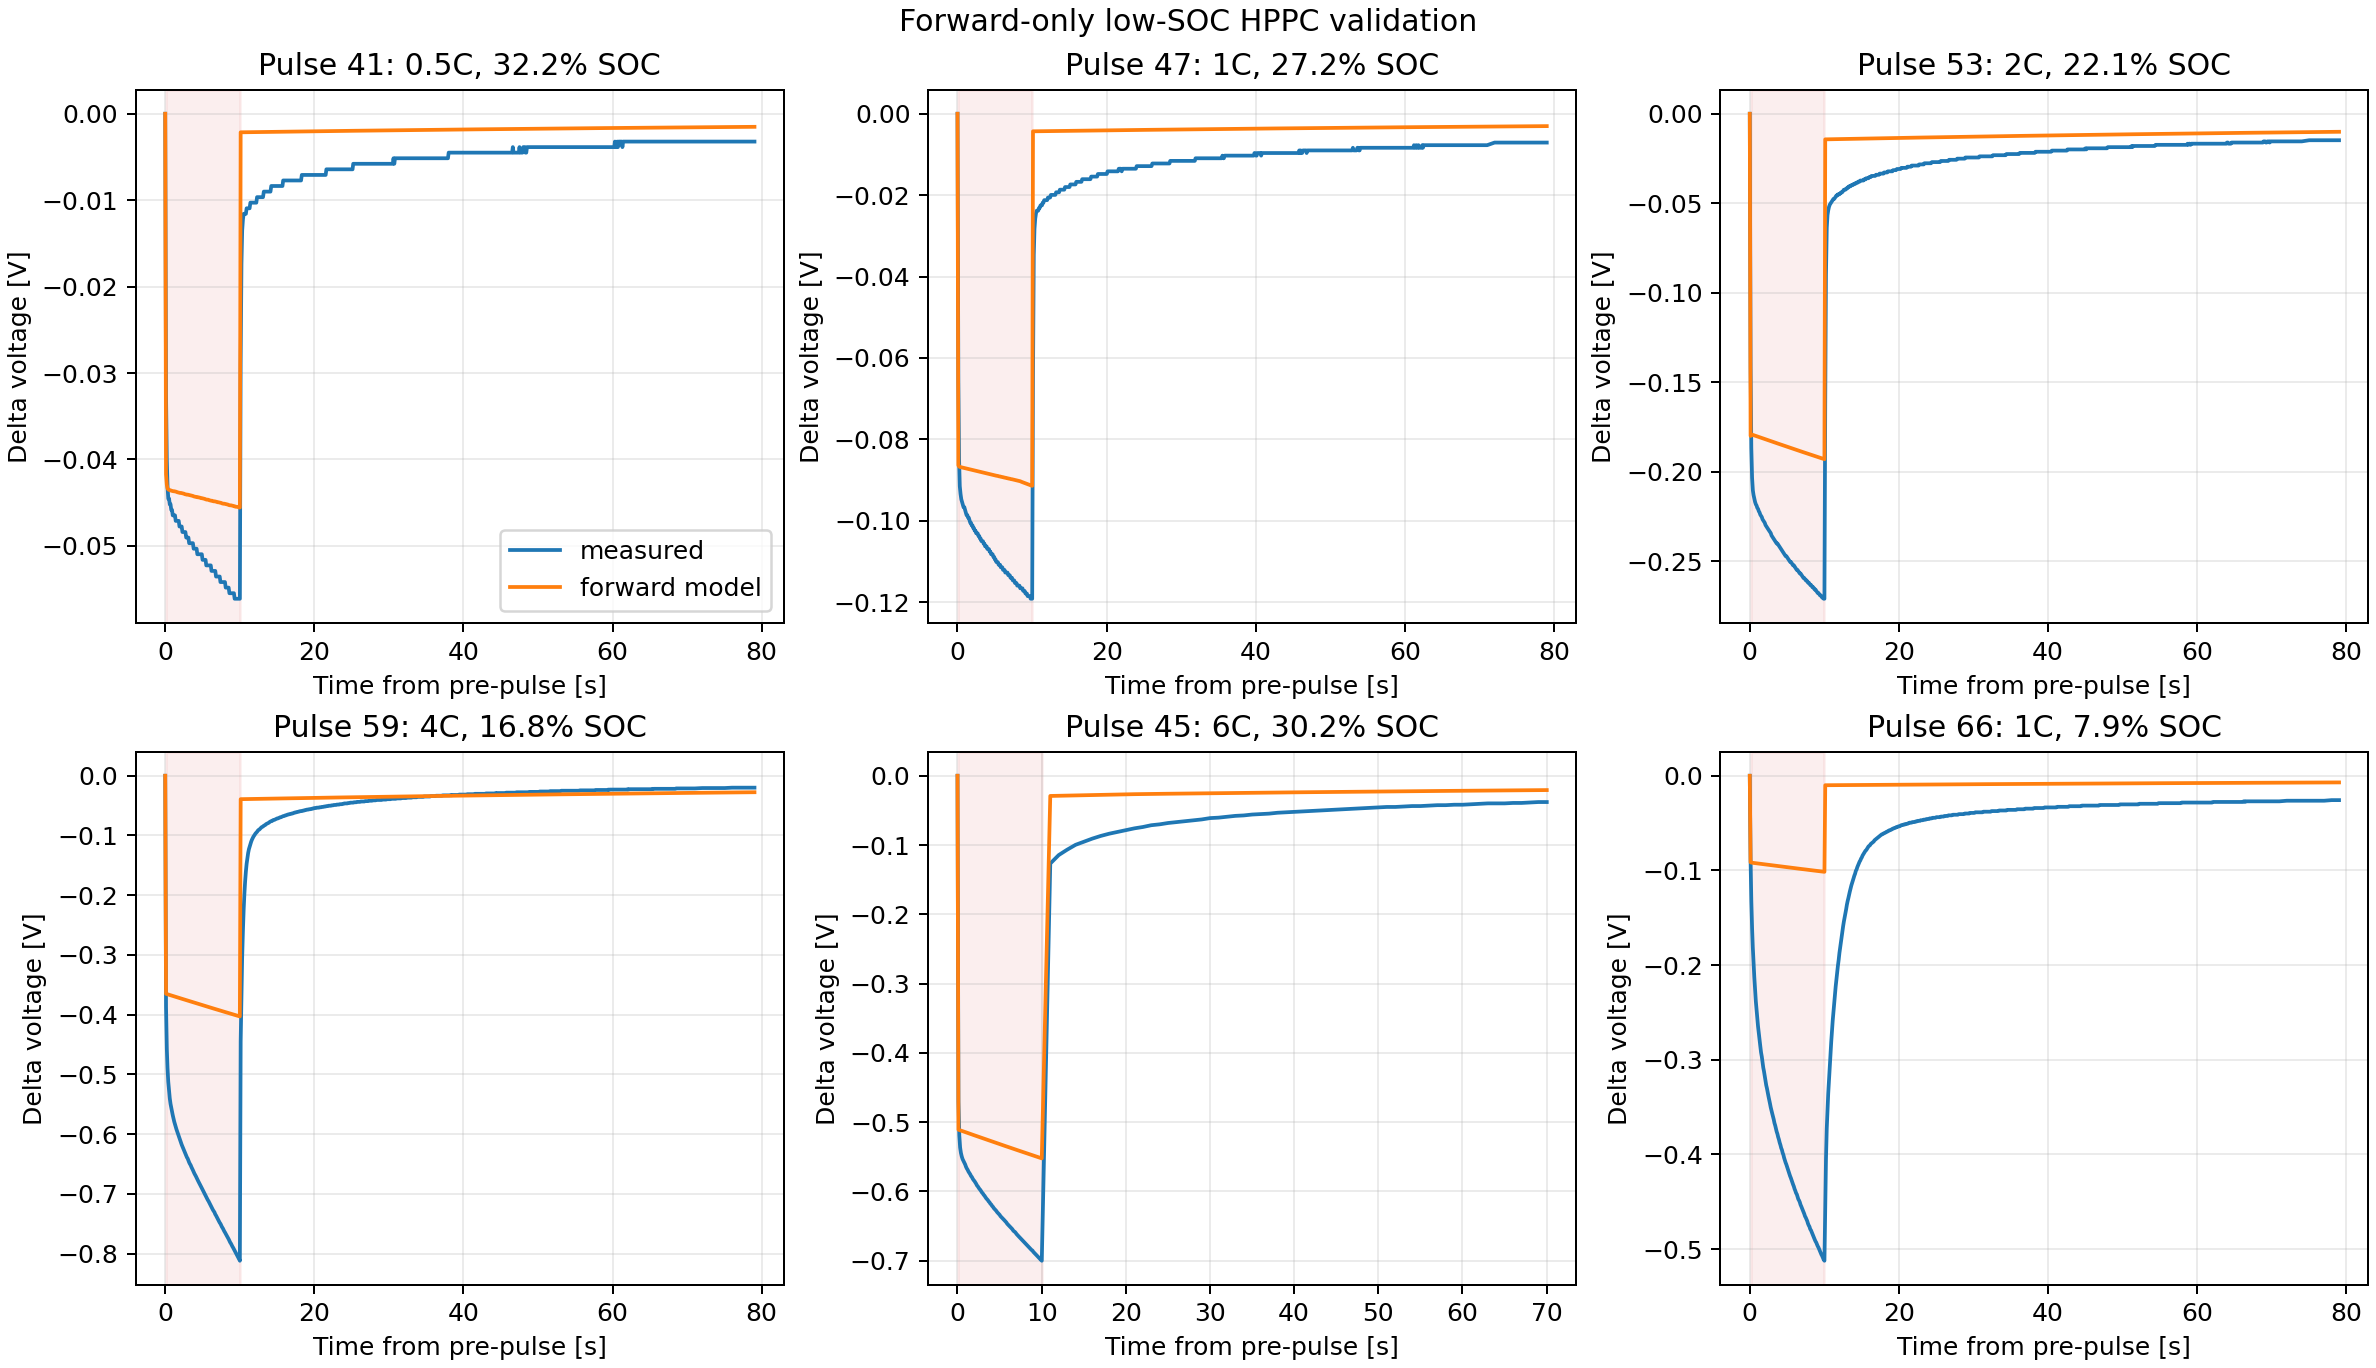 Forward-only low-SOC HPPC validation
Pulse 41: 0.5C, 32.2% SOC
Delta voltage [V]
0.00
−0.01
−0.02
−0.03
−0.04
−0.05
measured
forward model
0 20 40 60 80
Time from pre-pulse [s]
Pulse 47: 1C, 27.2% SOC
Delta voltage [V]
0.00
−0.02
−0.04
−0.06
−0.08
−0.10
−0.12
0 20 40 60 80
Time from pre-pulse [s]
Pulse 53: 2C, 22.1% SOC
Delta voltage [V]
0.00
−0.05
−0.10
−0.15
−0.20
−0.25
0 20 40 60 80
Time from pre-pulse [s]
Pulse 59: 4C, 16.8% SOC
Delta voltage [V]
0.0
−0.1
−0.2
−0.3
−0.4
−0.5
−0.6
−0.7
−0.8
0 20 40 60 80
Time from pre-pulse [s]
Pulse 45: 6C, 30.2% SOC
Delta voltage [V]
0.0
−0.1
−0.2
−0.3
−0.4
−0.5
−0.6
−0.7
0 10 20 30 40 50 60 70
Time from pre-pulse [s]
Pulse 66: 1C, 7.9% SOC
Delta voltage [V]
0.0
−0.1
−0.2
−0.3
−0.4
−0.5
0 20 40 60 80
Time from pre-pulse [s]